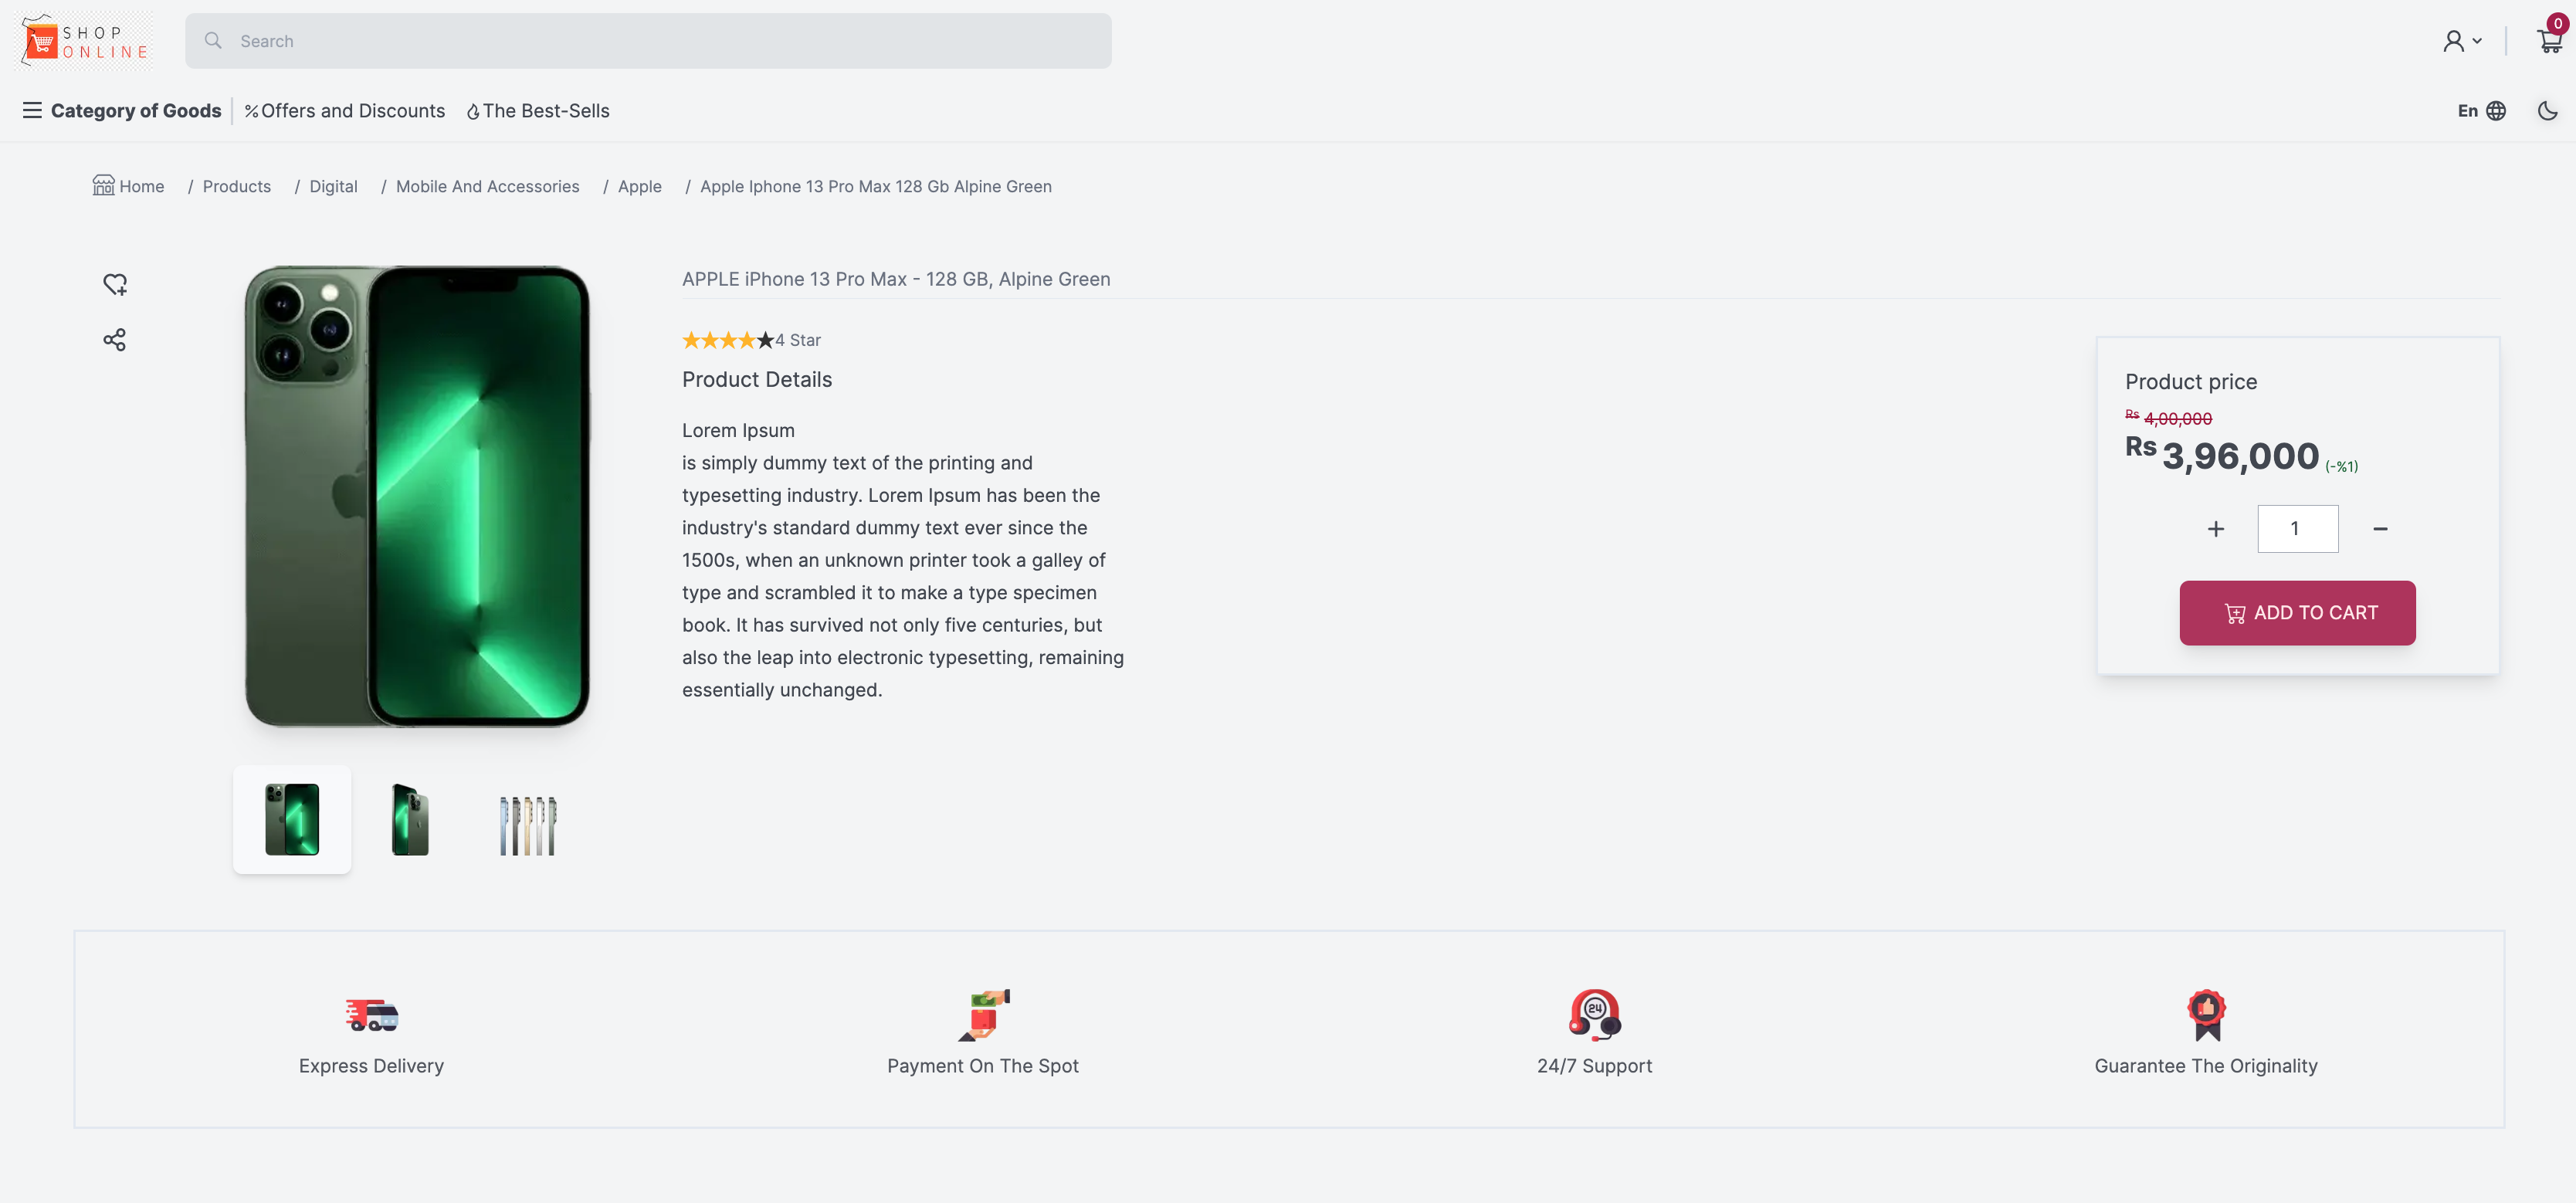 SHOP
ONLINE
Search
0
Category of Goods
Offers and Discounts
The Best-Sells
En
Home / Products / Digital / Mobile And Accessories / Apple / Apple Iphone 13 Pro Max 128 Gb Alpine Green
APPLE iPhone 13 Pro Max - 128 GB, Alpine Green
4 Star
Product Details
Lorem Ipsum
is simply dummy text of the printing and
typesetting industry. Lorem Ipsum has been the
industry's standard dummy text ever since the
1500s, when an unknown printer took a galley of
type and scrambled it to make a type specimen
book. It has survived not only five centuries, but
also the leap into electronic typesetting, remaining
essentially unchanged.
Product price
Rs 4,00,000
Rs 3,96,000 (-%1)
+ 1 −
ADD TO CART
24
Express Delivery
Payment On The Spot
24/7 Support
Guarantee The Originality